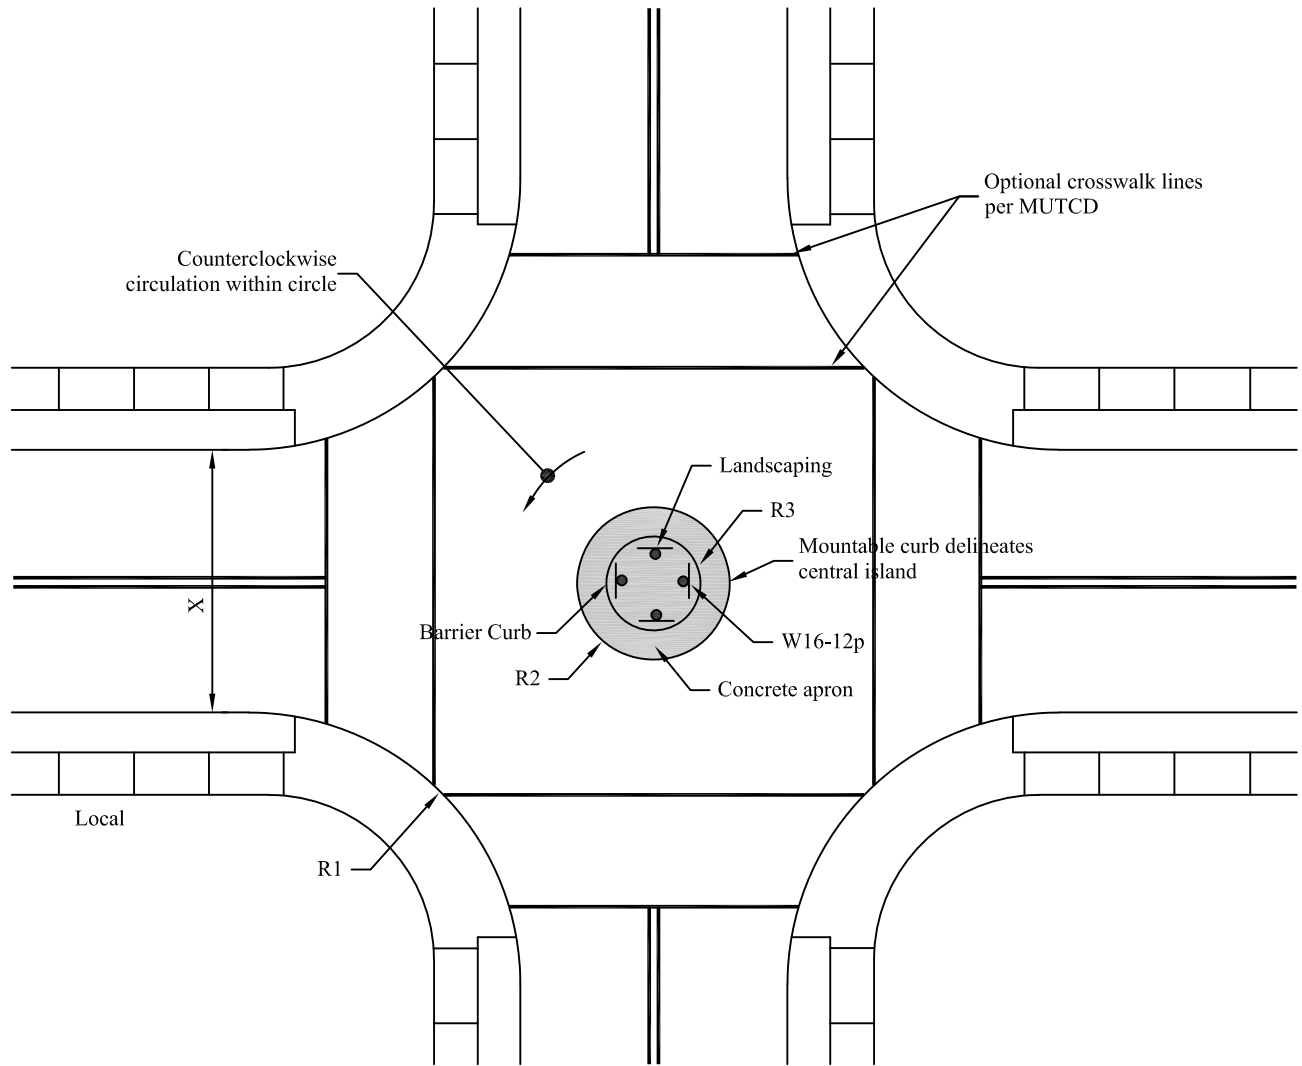 Optional crosswalk lines
per MUTCD
Counterclockwise
circulation within circle
Landscaping
R3
Mountable curb delineates
central island
X
Barrier Curb
W16-12p
R2
Concrete apron
Local
R1